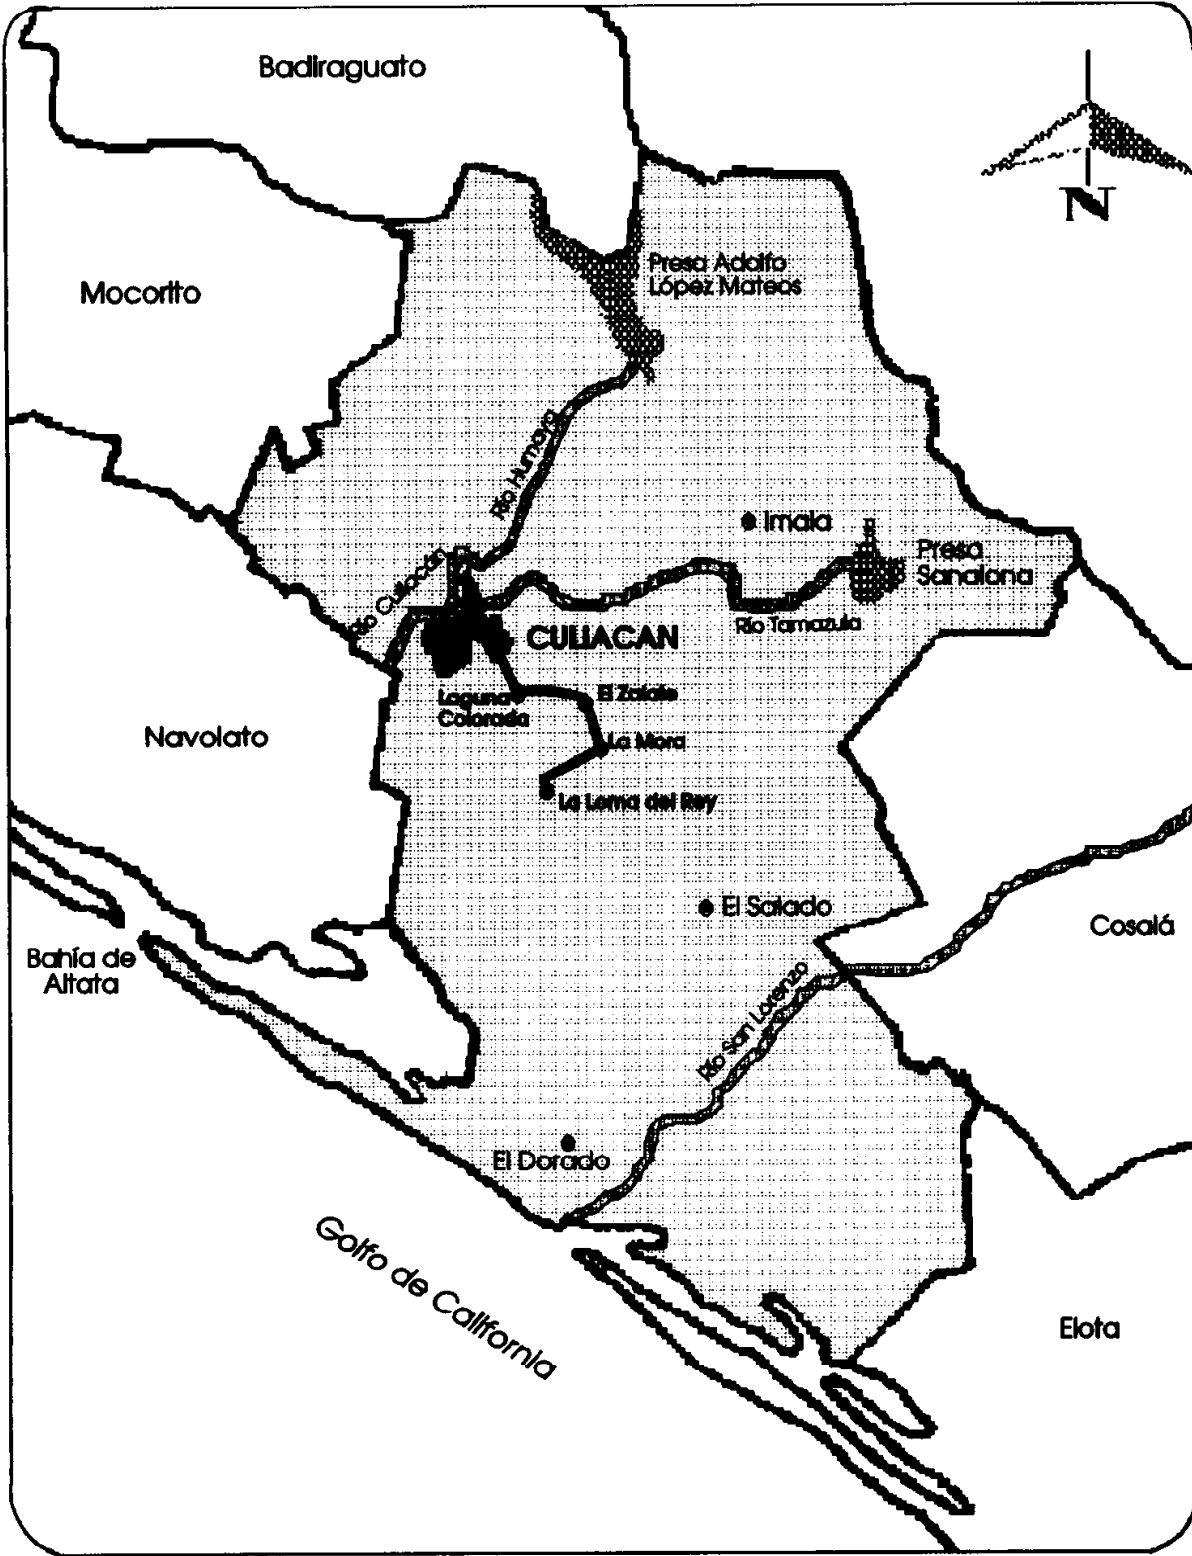 Badiraguato
N
Presa Adolfo
López Mateos
Mocorito
Río Humaya
Imala
Presa
Sanalona
Río Culiacán
Río Tamazula
CULIACAN
Laguna
Colorada
El Zalate
La Mora
Navolato
La Loma del Rey
El Salado
Cosalá
Bahía de
Altata
Río San Lorenzo
El Dorado
Golfo de California
Elota